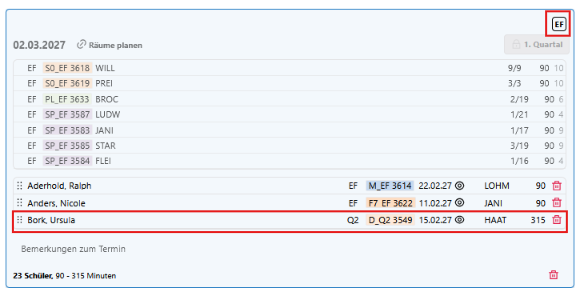 EF
02.03.2027 Räume planen 1. Quartal
EF S0_EF 3618 WILL 9/9 90 10
EF S0_EF 3619 PREI 3/3 90 10
EF PL_EF 3633 BROC 2/19 90 6
EF SP_EF 3587 LUDW 1/21 90 4
EF SP_EF 3583 JANI 1/17 90 9
EF SP_EF 3585 STAR 3/19 90 9
EF SP_EF 3584 FLEI 1/16 90 4
Aderhold, Ralph EF M_EF 3614 22.02.27 LOHM 90
Anders, Nicole EF F7 EF 3622 11.02.27 JANI 90
Bork, Ursula Q2 D_Q2 3549 15.02.27 HAAT 315
Bemerkungen zum Termin
23 Schüler, 90 - 315 Minuten